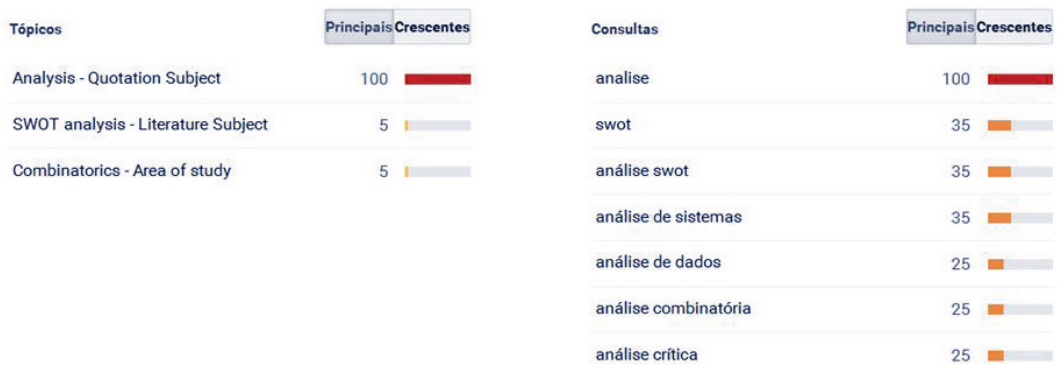 Tópicos
Principais Crescentes
Analysis - Quotation Subject 100
SWOT analysis - Literature Subject 5
Combinatorics - Area of study 5
Consultas
Principais Crescentes
analise 100
swot 35
análise swot 35
análise de sistemas 35
análise de dados 25
análise combinatória 25
análise crítica 25